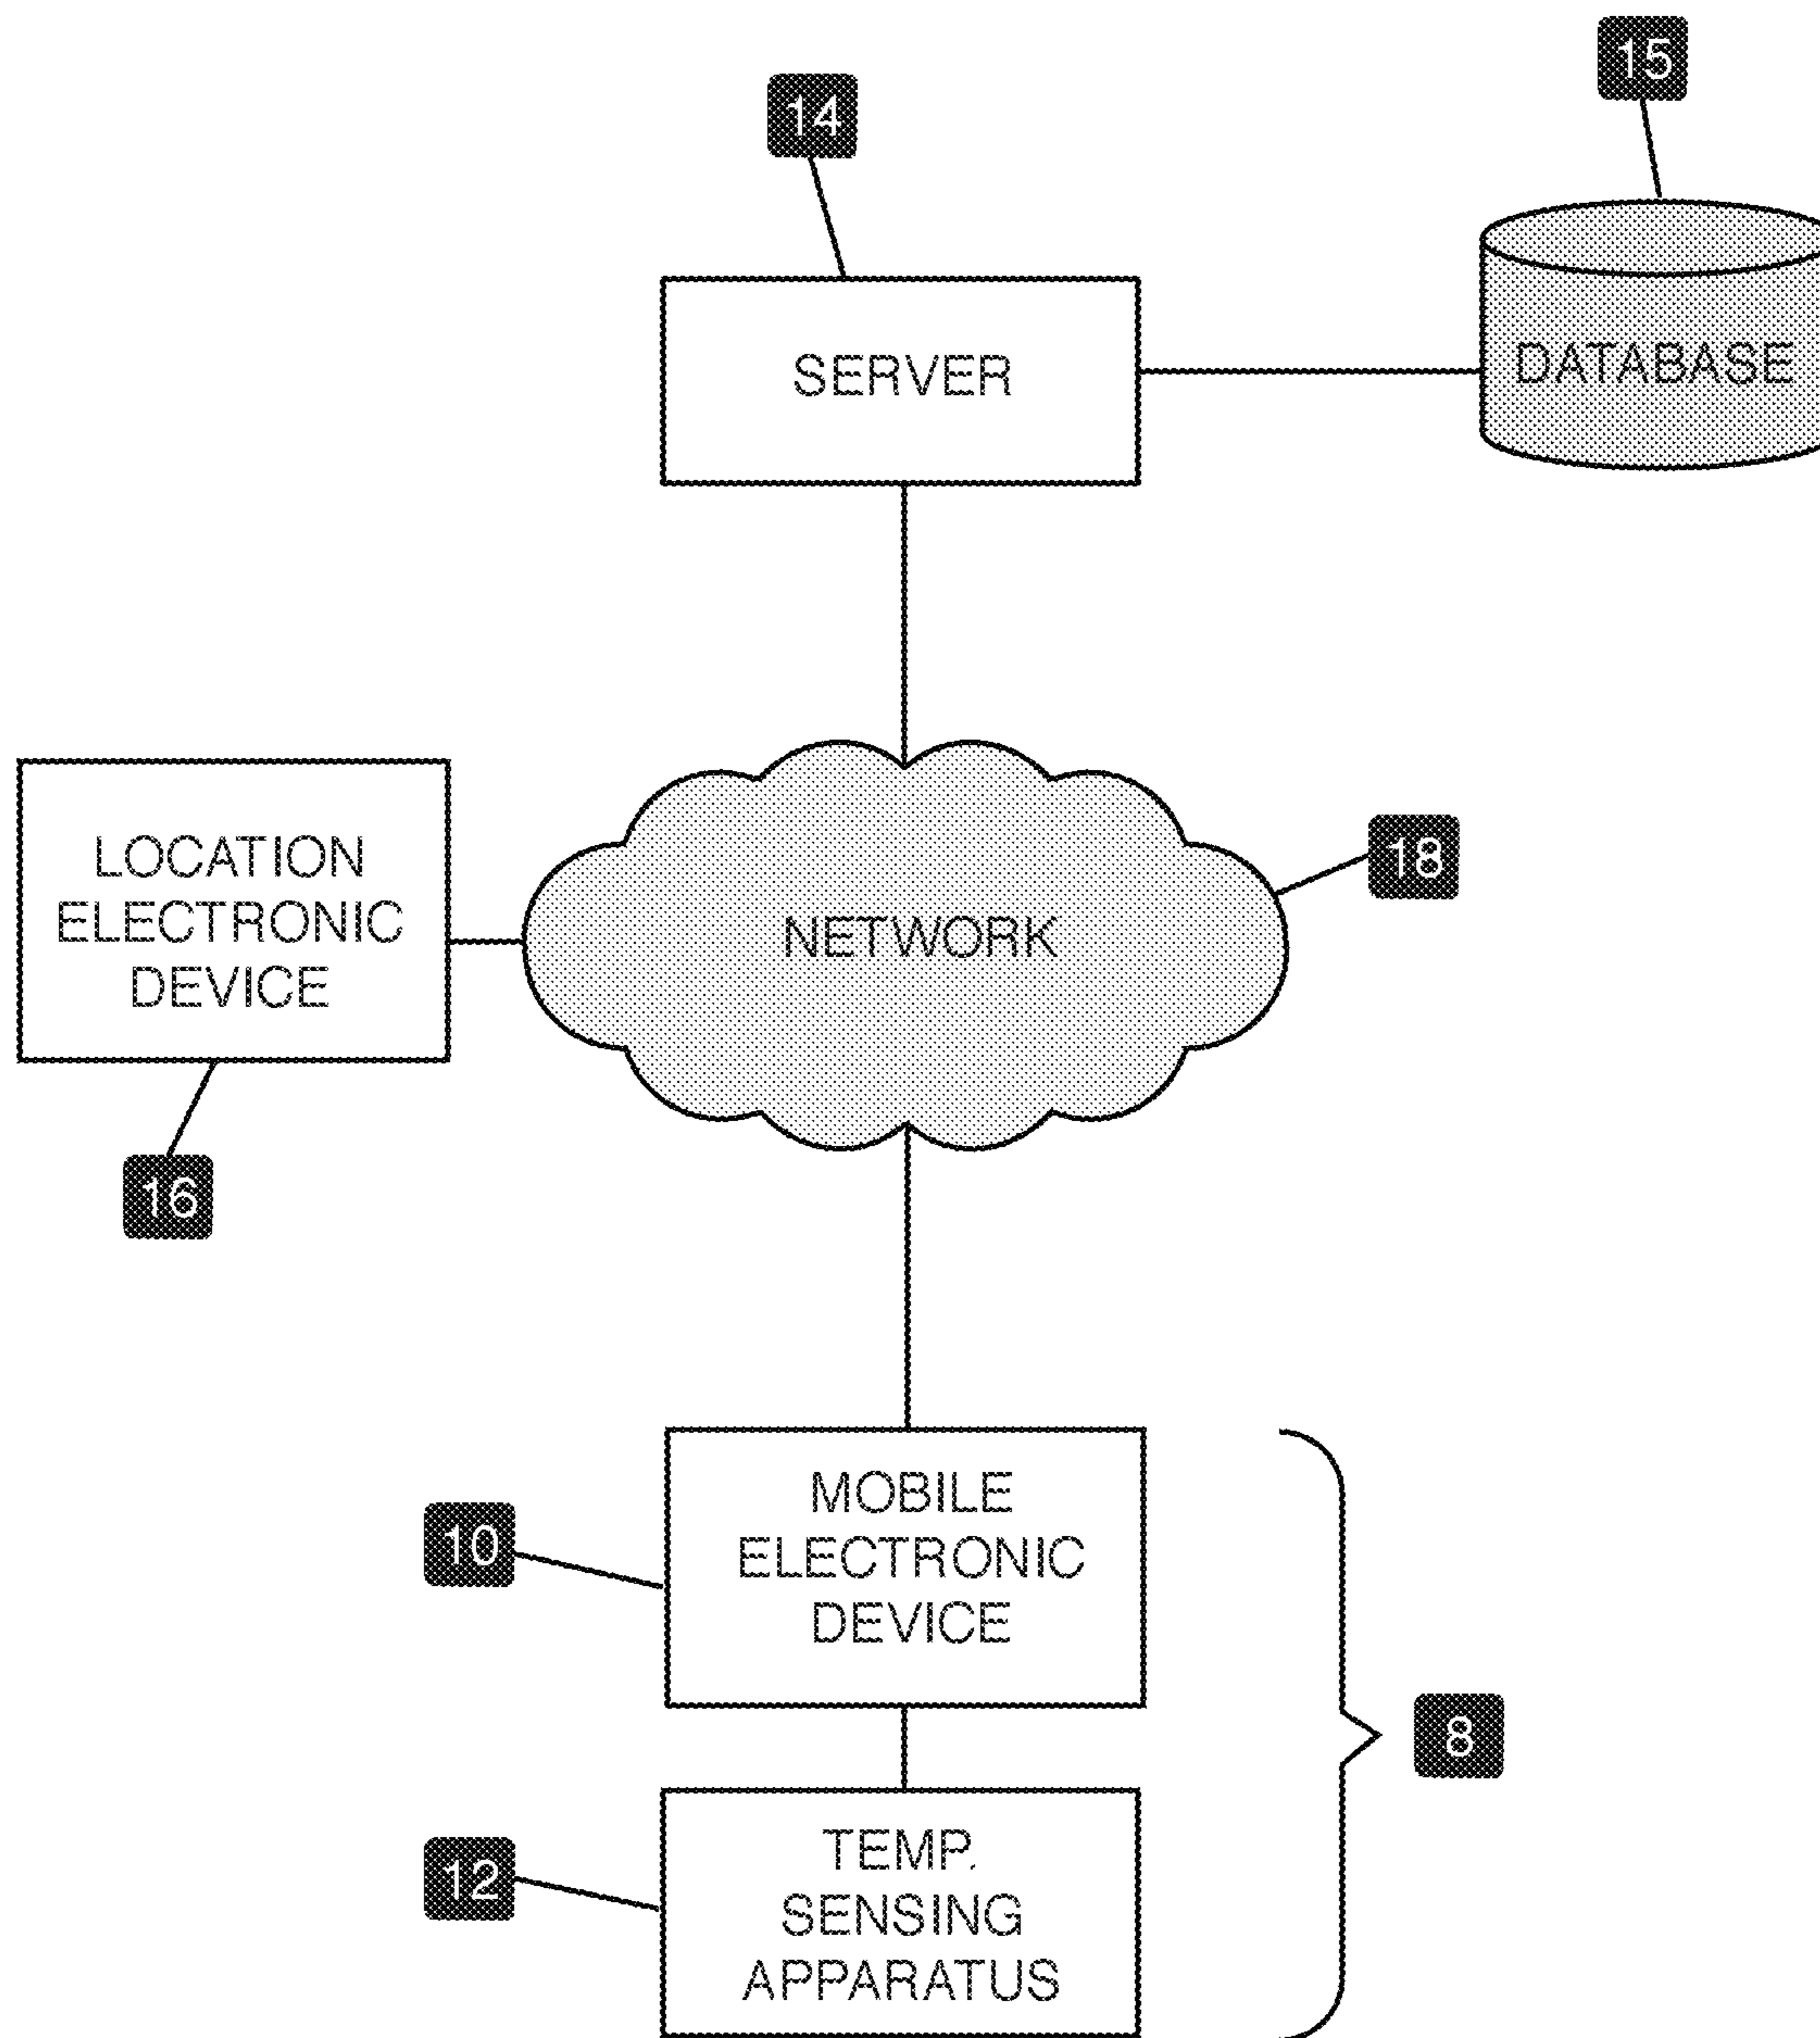 15
14
SERVER
DATABASE
LOCATION
ELECTRONIC
DEVICE
18
NETWORK
16
MOBILE
ELECTRONIC
DEVICE
10
8
TEMP.
SENSING
APPARATUS
12